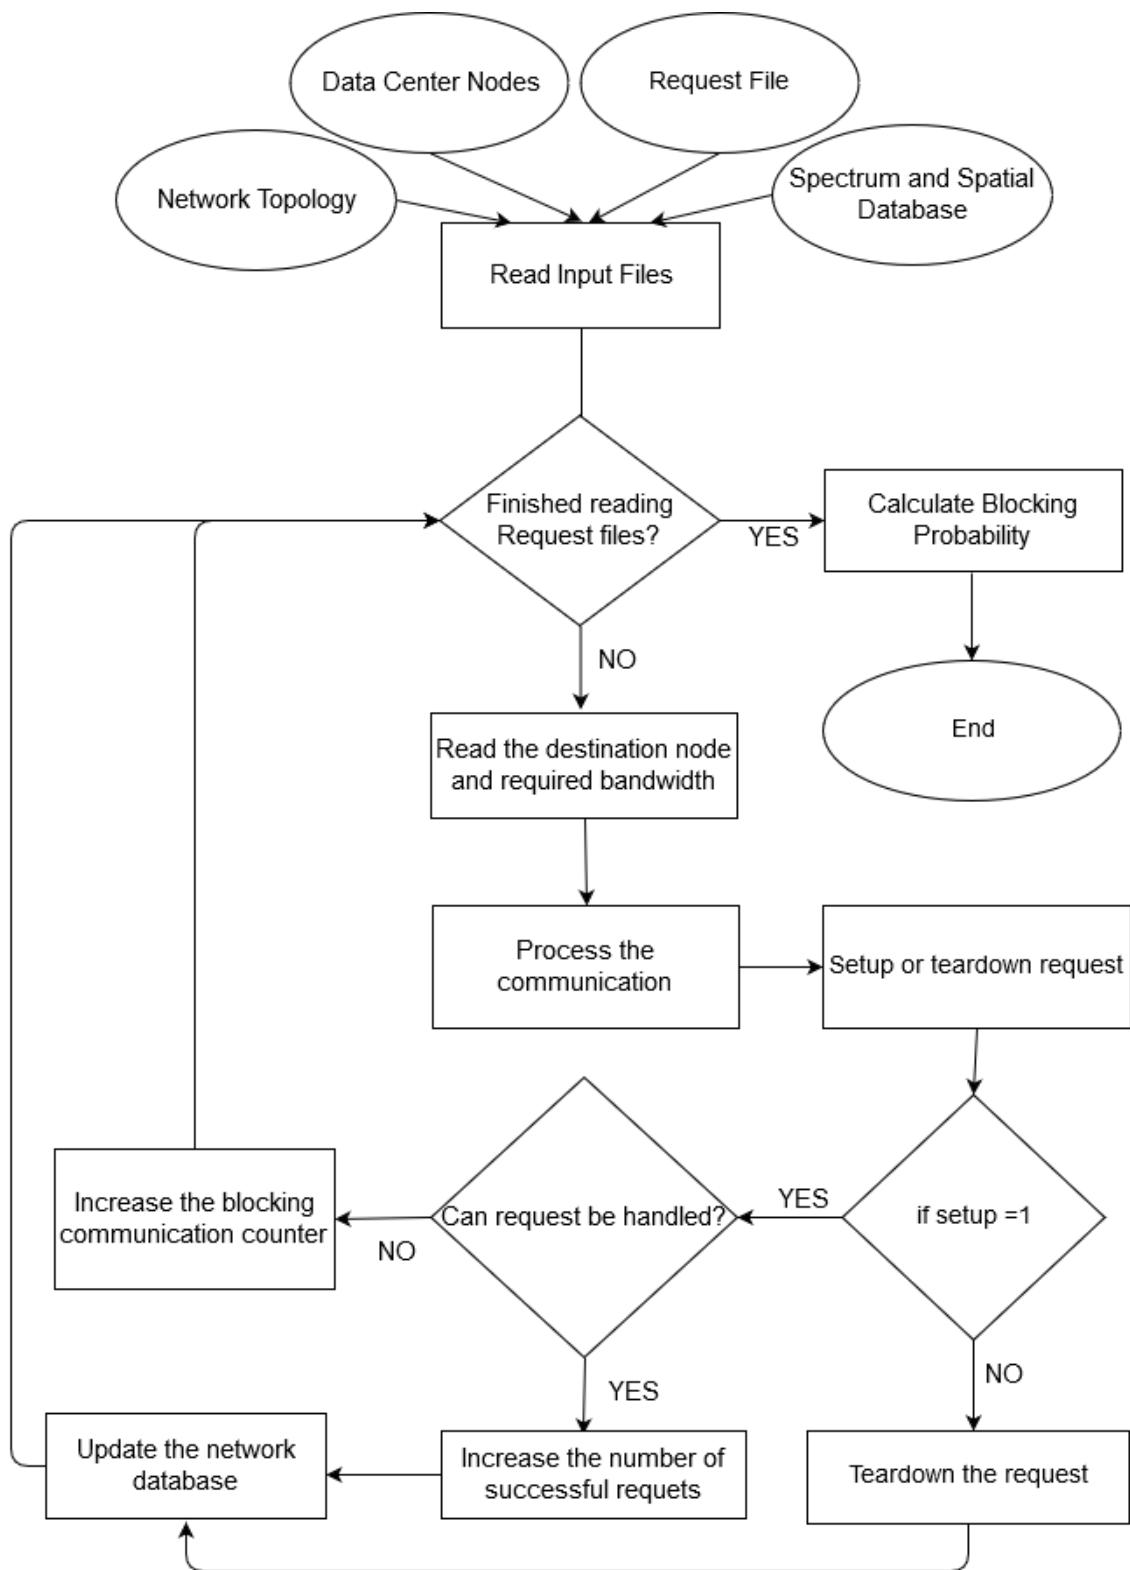 Data Center Nodes
Request File
Network Topology
Spectrum and Spatial
Database
Read Input Files
Finished reading
Request files?
YES
Calculate Blocking
Probability
NO
End
Read the destination node
and required bandwidth
Process the
communication
Setup or teardown request
Increase the blocking
communication counter
NO
Can request be handled?
YES
if setup =1
YES
NO
Update the network
database
Increase the number of
successful requets
Teardown the request